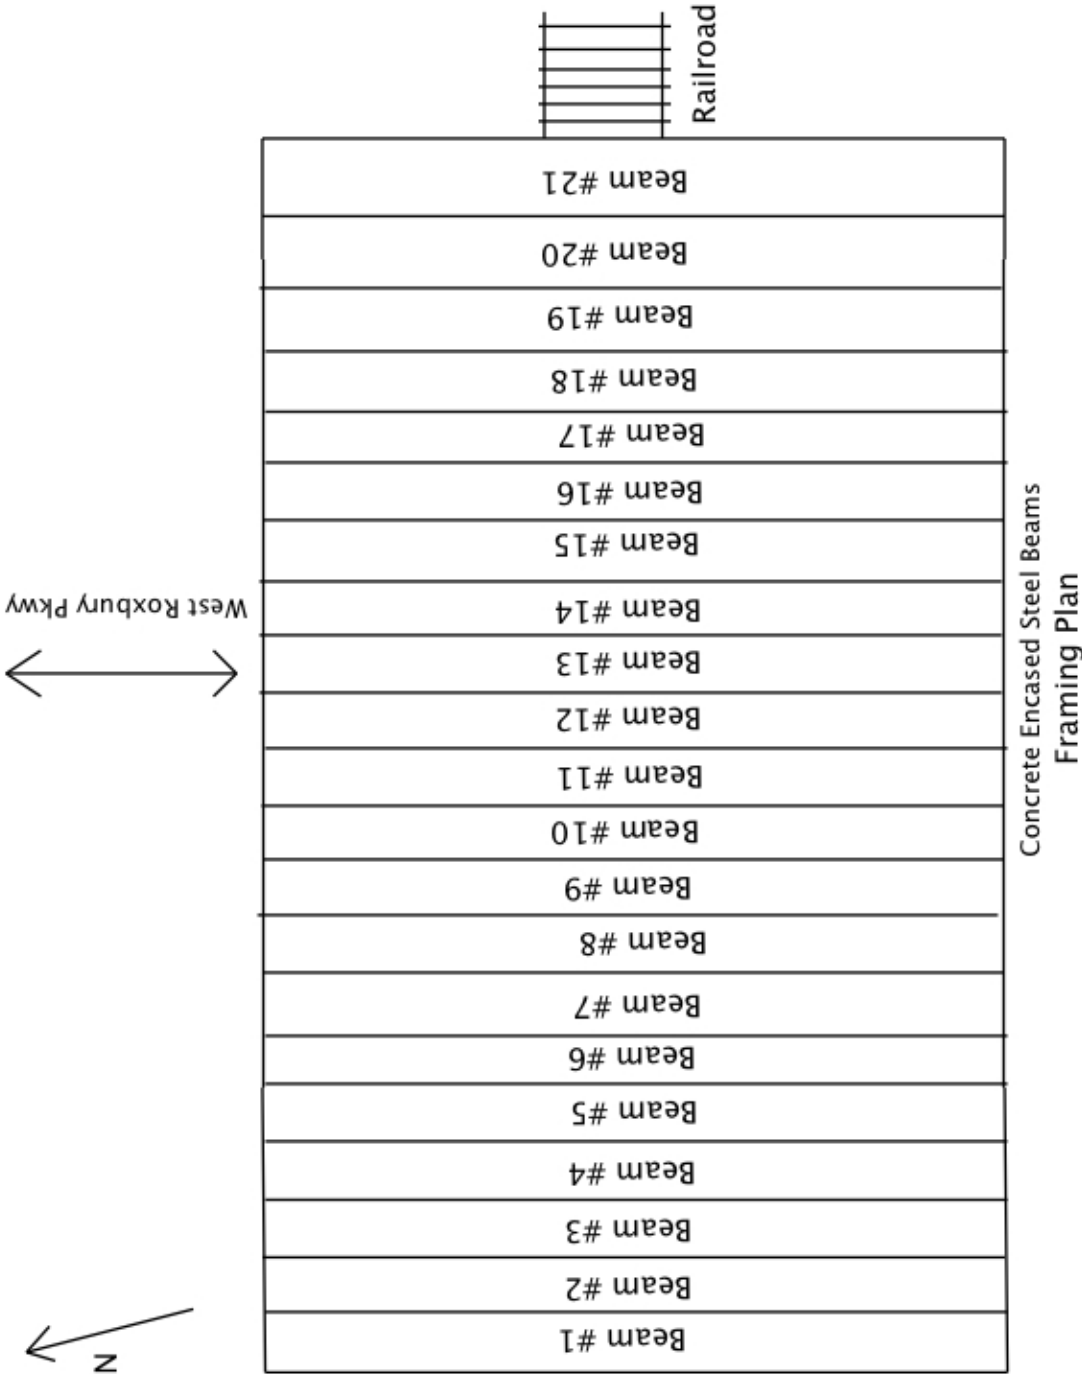 Railroad
Beam #21
Beam #20
Beam #19
Beam #18
Beam #17
Beam #16
Beam #15
Beam #14
Beam #13
Beam #12
Beam #11
Beam #10
Beam #9
Beam #8
Beam #7
Beam #6
Beam #5
Beam #4
Beam #3
Beam #2
Beam #1
West Roxbury Pkwy
N
Concrete Encased Steel Beams
Framing Plan